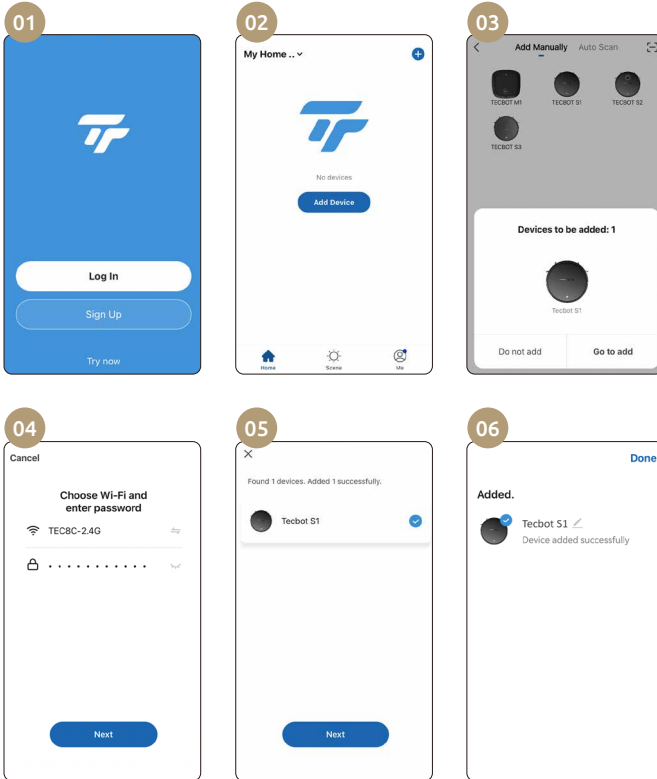 01
Log In
Sign Up
Try now
02
My Home ..
No devices
Add Device
Home Scene Me
03
Add Manually Auto Scan
TECBOT M1 TECBOT S1 TECBOT S2
TECBOT S3
Devices to be added: 1
Tecbot S1
Do not add Go to add
04
Cancel
Choose Wi-Fi and
enter password
TEC8C-2.4G
Next
05
Found 1 devices. Added 1 successfully.
Tecbot S1
Next
06
Done
Added.
Tecbot S1
Device added successfully